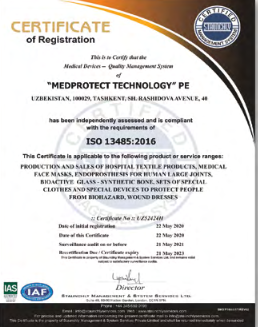 CERTIFICATE
of Registration
CERTIFIED
This is to Certify that the
Medical Devices — Quality Management System
of
"MEDPROTECT TECHNOLOGY" PE
UZBEKISTAN, 100029, TASHKENT, SH. RASHIDOVA AVENUE, 40
has been independently assessed and is compliant
with the requirements of
ISO 13485:2016
This Certificate is applicable to the following product or service ranges:
PRODUCTION AND SALES OF HOSPITAL TEXTILE PRODUCTS, MEDICAL
FACE MASKS, ENDOPROSTHESIS FOR HUMAN LARGE JOINTS,
BIOACTIVE GLASS - SYNTHETIC BONE, SETS OF SPECIAL
CLOTHES AND SPECIAL DEVICES TO PROTECT PEOPLE
FROM BIOHAZARD, WOUND DRESSES
Date of initial registration 22 May 2020
Date of this Certificate 22 May 2020
Surveillance audit on or before 21 May 2021
Recertification Due / Certificate expiry 21 May 2023
Director
IAS
IAF